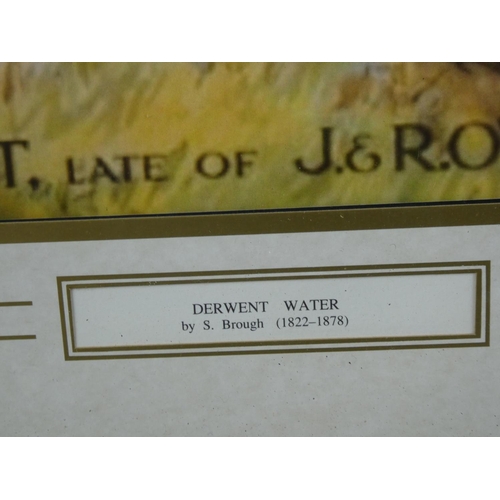 T, LATE OF J.&R.O
DERWENT WATER
by S. Brough (1822–1878)